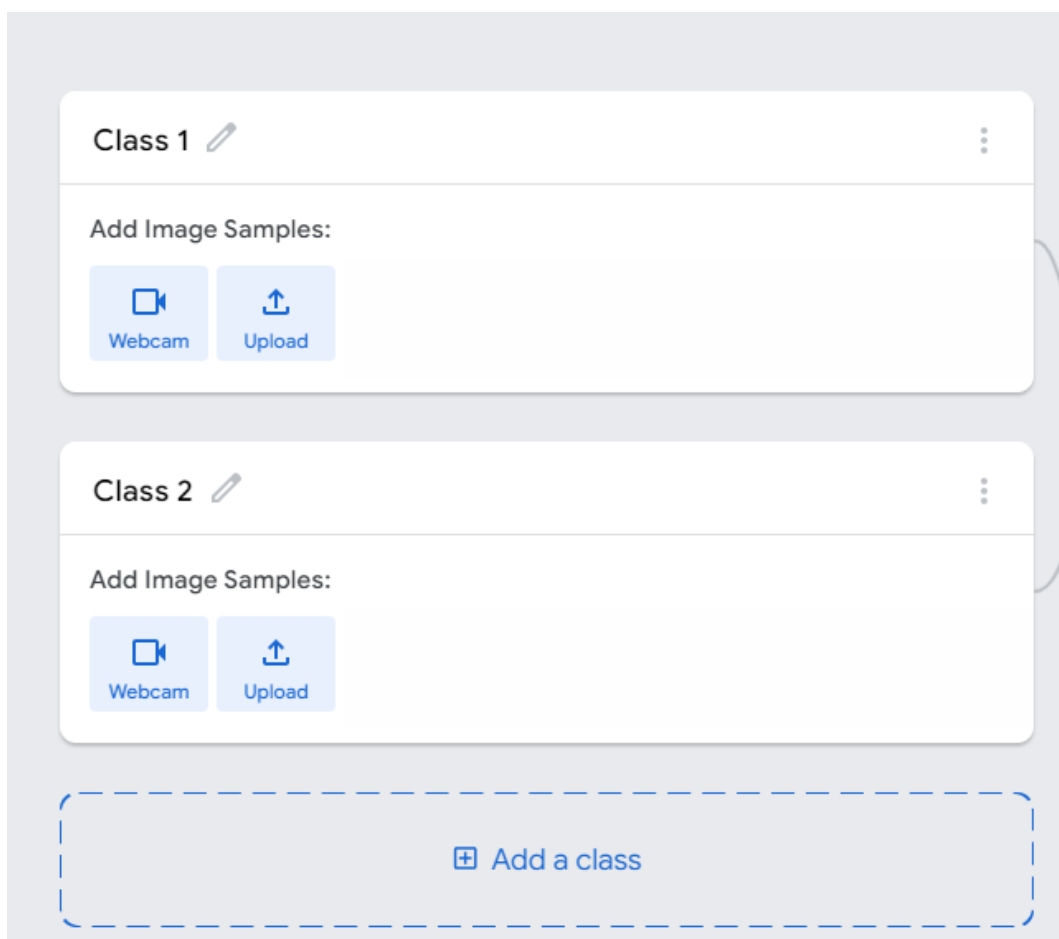 Class 1
Add Image Samples:
Webcam Upload
Class 2
Add Image Samples:
Webcam Upload
Add a class